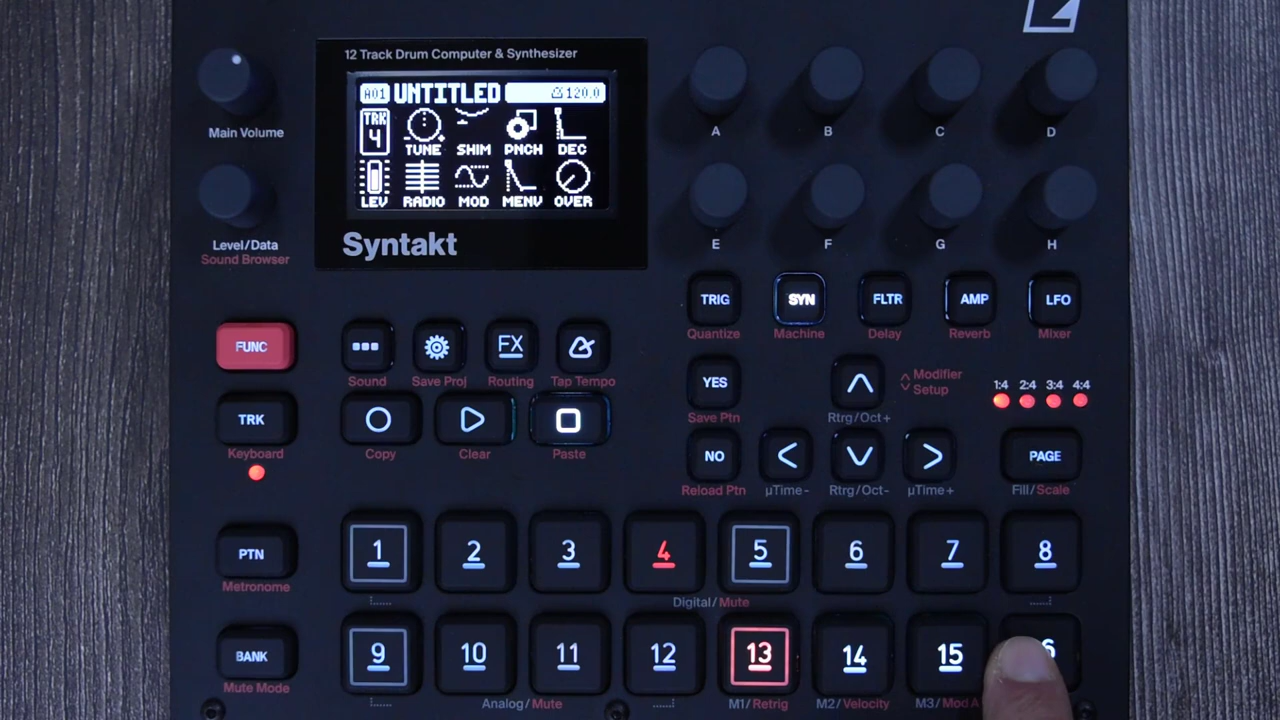 12 Track Drum Computer & Synthesizer
A01 UNTITLED 120.0
TRK 4 TUNE SHIM PNCH DEC
LEV RADIO MOD MENV OVER
Syntakt
Main Volume
Level/Data
Sound Browser
A B C D
E F G H
TRIG SYN FLTR AMP LFO
Quantize Machine Delay Reverb Mixer
FUNC FX
Sound Save Proj Routing Tap Tempo
YES
Save Ptn
Rtrg/Oct+
Modifier
Setup
1:4 2:4 3:4 4:4
TRK
Keyboard
Copy Clear Paste
NO PAGE
Reload Ptn µTime- Rtrg/Oct- µTime+ Fill/Scale
PTN
Metronome
1 2 3 4 5 6 7 8
Digital/Mute
BANK
Mute Mode
9 10 11 12 13 14 15
Analog/Mute M1/Retrig M2/Velocity M3/Mod A